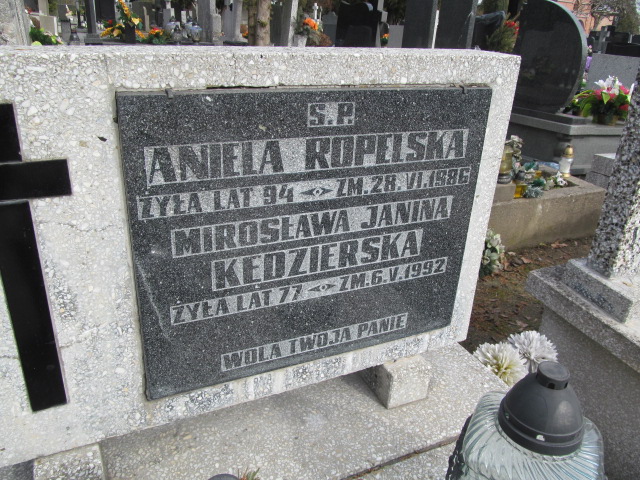 S.P.
ANIELA ROPELSKA
ŻYŁA LAT 94 ZM. 28. VI. 1986
MIROSŁAWA JANINA
KĘDZIERSKA
ŻYŁA LAT 77 ZM. 6. V. 1992
WOLA TWOJA PANIE